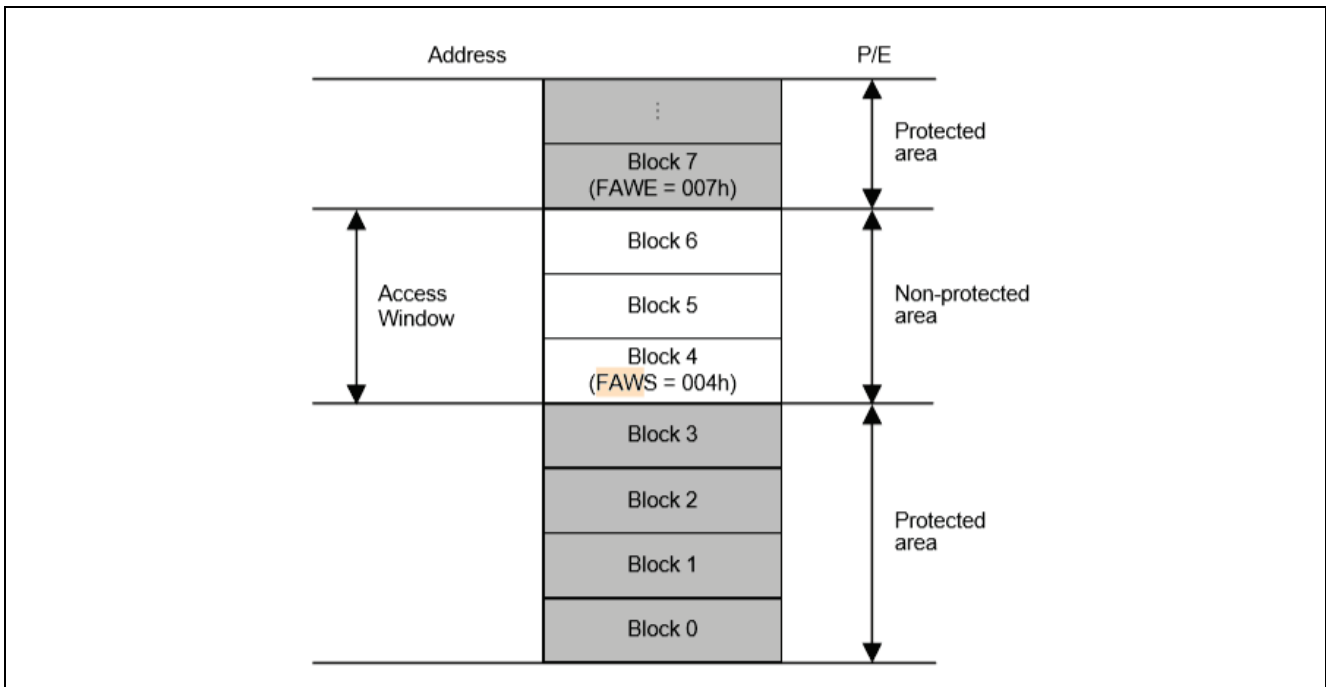 Address
P/E
⋮
Protected
area
Block 7
(FAWE = 007h)
Block 6
Access
Window
Block 5
Non-protected
area
Block 4
(FAWS = 004h)
Block 3
Block 2
Protected
area
Block 1
Block 0